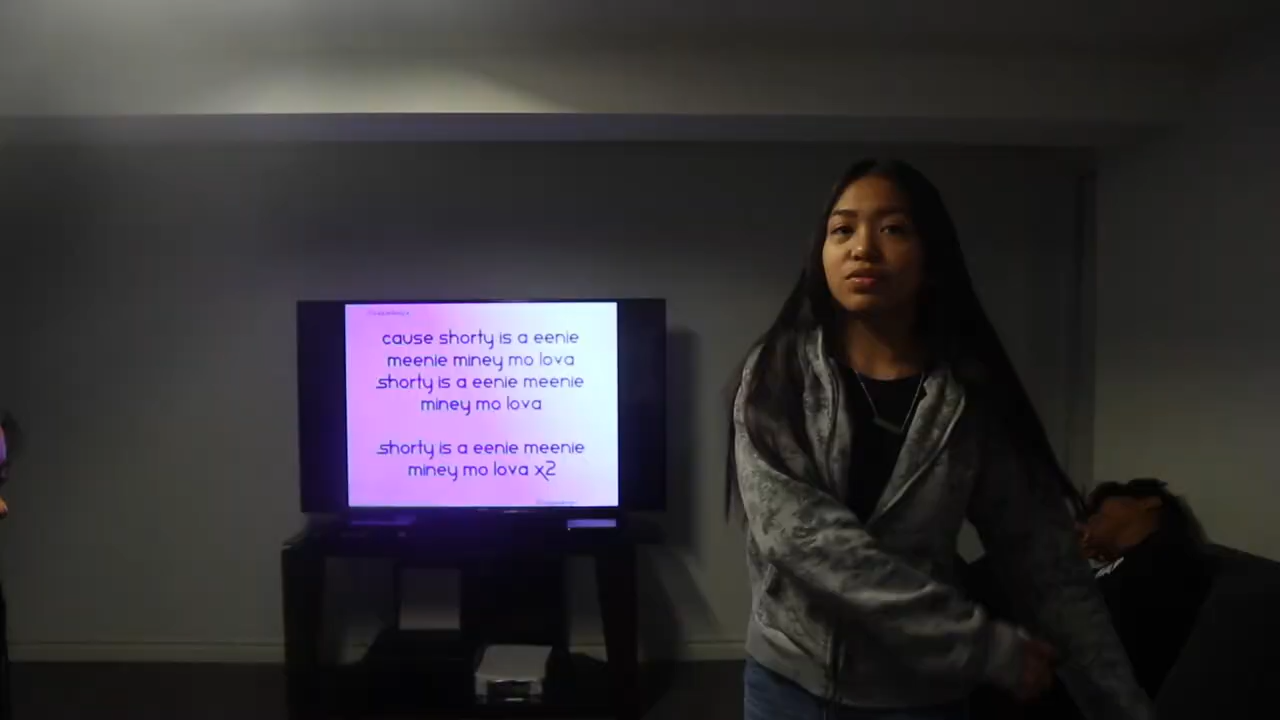 cause shorty is a eenie
meenie miney mo lova
shorty is a eenie meenie
miney mo lova
shorty is a eenie meenie
miney mo lova x2